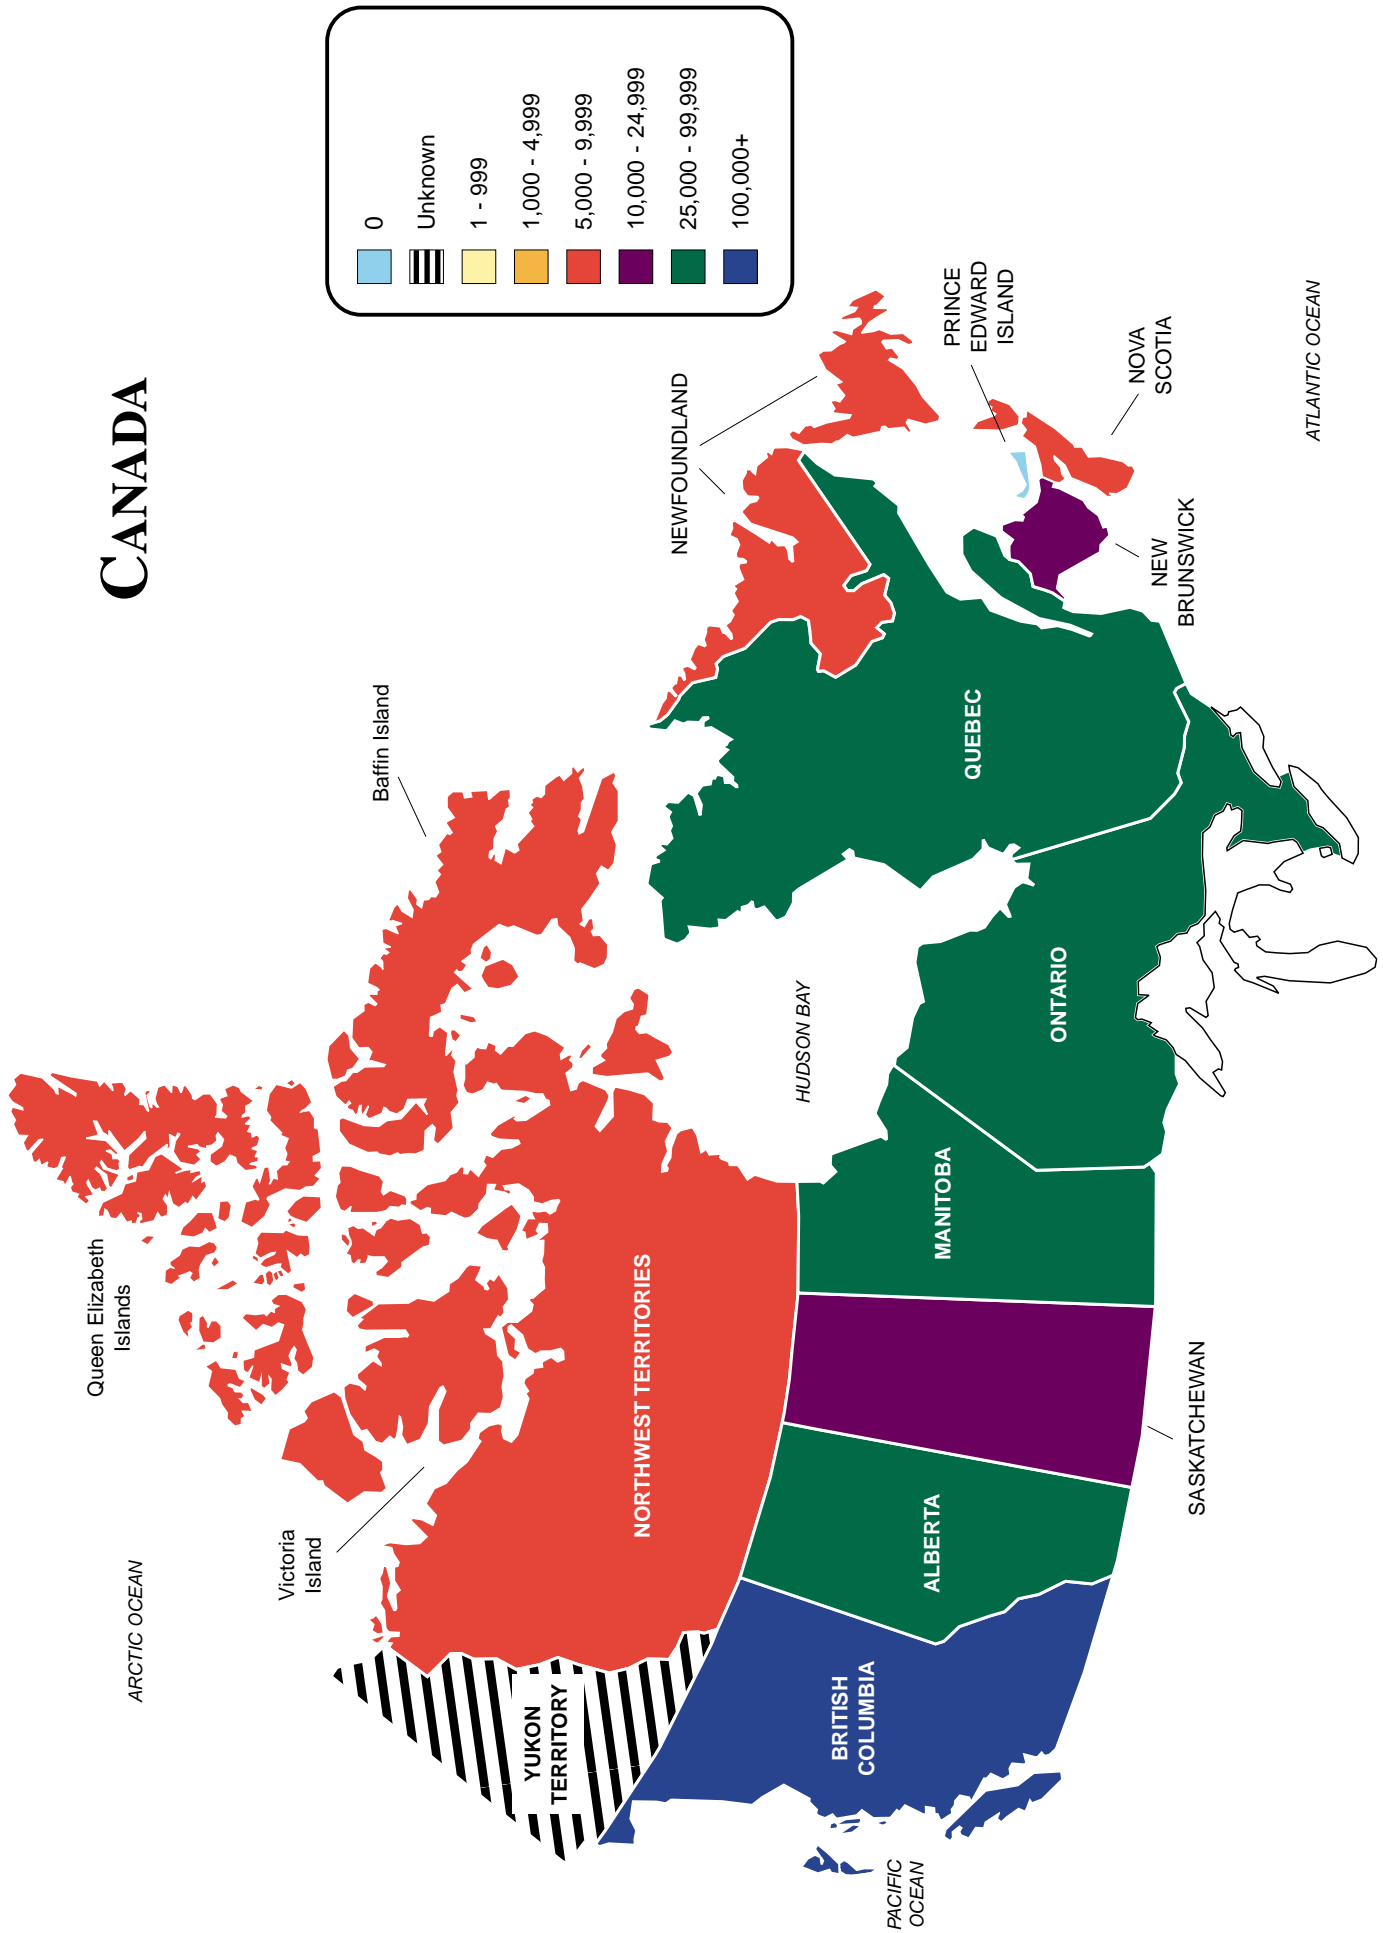 CANADA
0
Unknown
1 - 999
1,000 - 4,999
5,000 - 9,999
10,000 - 24,999
25,000 - 99,999
100,000+
ARCTIC OCEAN
Queen Elizabeth
Islands
Victoria
Island
Baffin Island
YUKON
TERRITORY
NORTHWEST TERRITORIES
NEWFOUNDLAND
HUDSON BAY
PACIFIC
OCEAN
BRITISH
COLUMBIA
ALBERTA
SASKATCHEWAN
MANITOBA
ONTARIO
QUEBEC
PRINCE
EDWARD
ISLAND
NOVA
SCOTIA
NEW
BRUNSWICK
ATLANTIC OCEAN